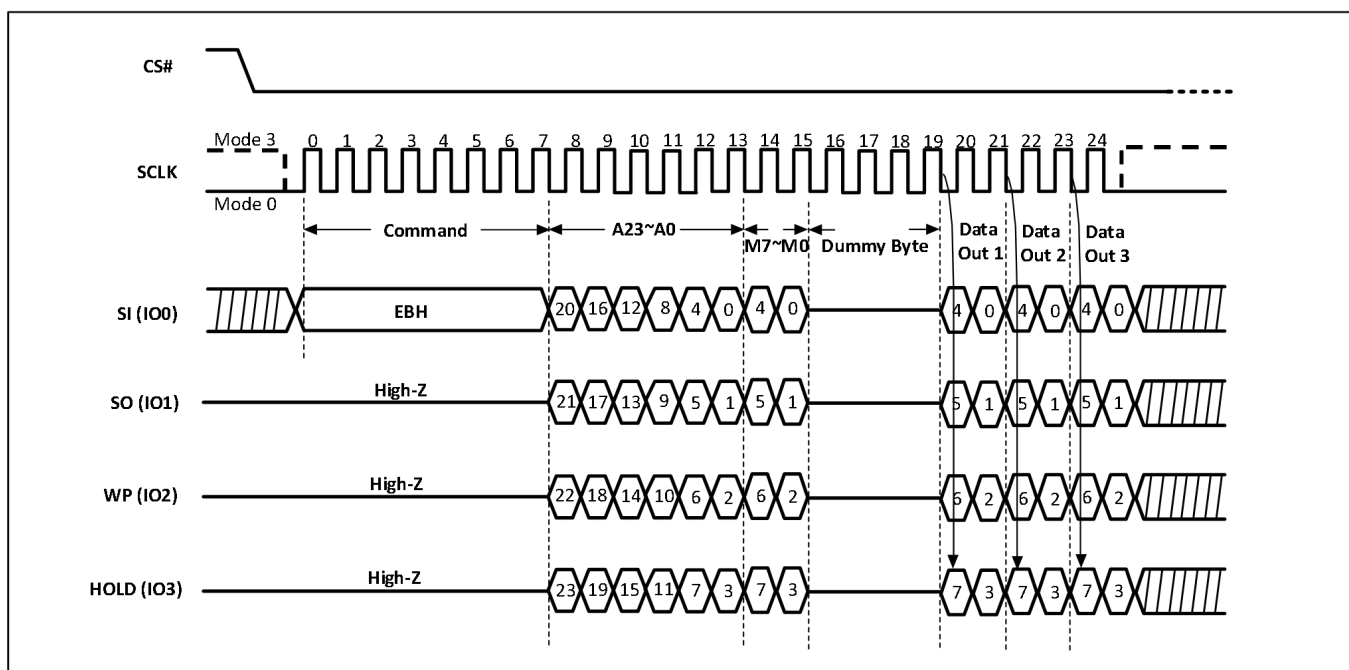 CS#
Mode 3
0 1 2 3 4 5 6 7 8 9 10 11 12 13 14 15 16 17 18 19 20 21 22 23 24
SCLK
Mode 0
Command A23~A0 M7~M0 Dummy Byte Data Out 1 Data Out 2 Data Out 3
SI (IO0) EBH 20 16 12 8 4 0 4 0 4 0 4 0 4 0
High-Z
SO (IO1) 21 17 13 9 5 1 5 1 5 1 5 1 5 1
High-Z
WP (IO2) 22 18 14 10 6 2 6 2 6 2 6 2 6 2
High-Z
HOLD (IO3) 23 19 15 11 7 3 7 3 7 3 7 3 7 3